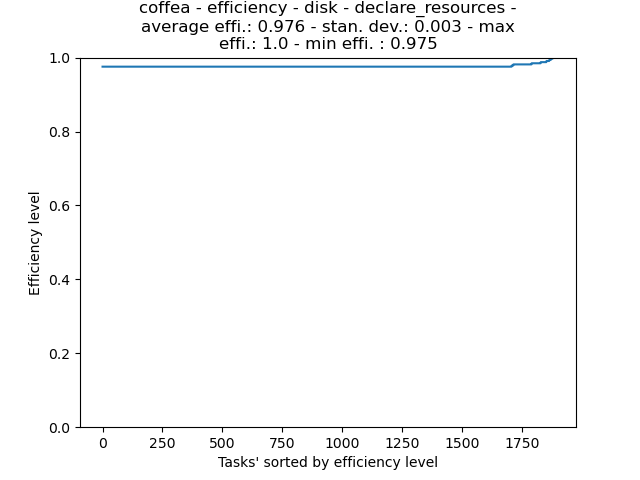 coffea - efficiency - disk - declare_resources -
average effi.: 0.976 - stan. dev.: 0.003 - max
effi.: 1.0 - min effi. : 0.975
1.0
0.8
0.6
0.4
0.2
0.0
Efficiency level
0 250 500 750 1000 1250 1500 1750
Tasks' sorted by efficiency level